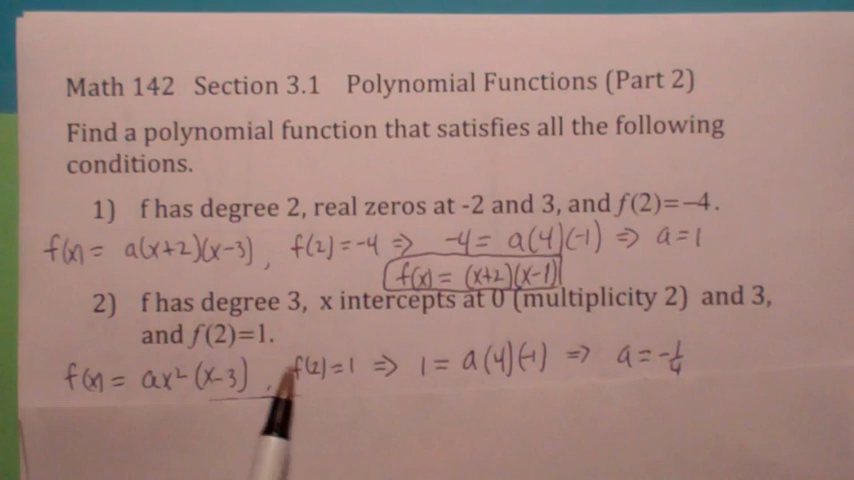 Math 142 Section 3.1 Polynomial Functions (Part 2)
Find a polynomial function that satisfies all the following
conditions.
1) f has degree 2, real zeros at -2 and 3, and f(2)=-4.
f(x) = a(x+2)(x-3), f(2)=-4 ⇒ -4 = a(4)(-1) ⇒ a=1
f(x) = (x+2)(x-1)
2) f has degree 3, x intercepts at 0 (multiplicity 2) and 3,
and f(2)=1.
f(x) = ax²(x-3), f(2)=1 ⇒ 1 = a(4)(-1) ⇒ a=-1/4